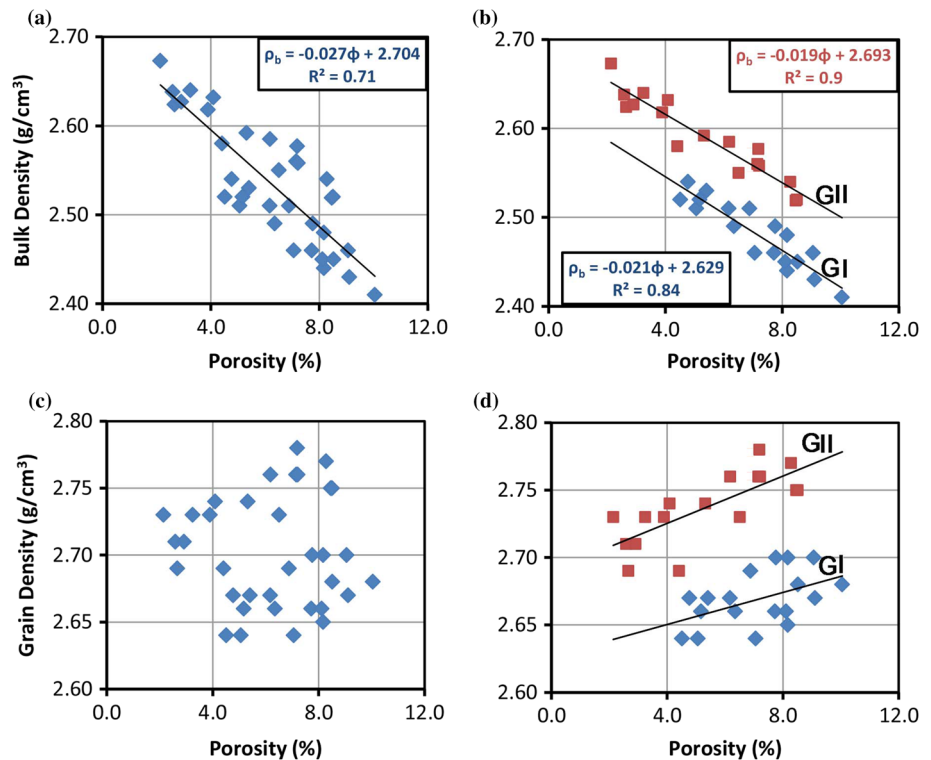 (a)
2.70
2.60
2.50
2.40
Bulk Density (g/cm³)
ρb = -0.027ϕ + 2.704
R² = 0.71
0.0 4.0 8.0 12.0
Porosity (%)
(b)
2.70
2.60
2.50
2.40
ρb = -0.019ϕ + 2.693
R² = 0.9
GII
GI
ρb = -0.021ϕ + 2.629
R² = 0.84
0.0 4.0 8.0 12.0
Porosity (%)
(c)
2.80
2.75
2.70
2.65
2.60
Grain Density (g/cm³)
0.0 4.0 8.0 12.0
Porosity (%)
(d)
2.80
2.75
2.70
2.65
2.60
GII
GI
0.0 4.0 8.0 12.0
Porosity (%)